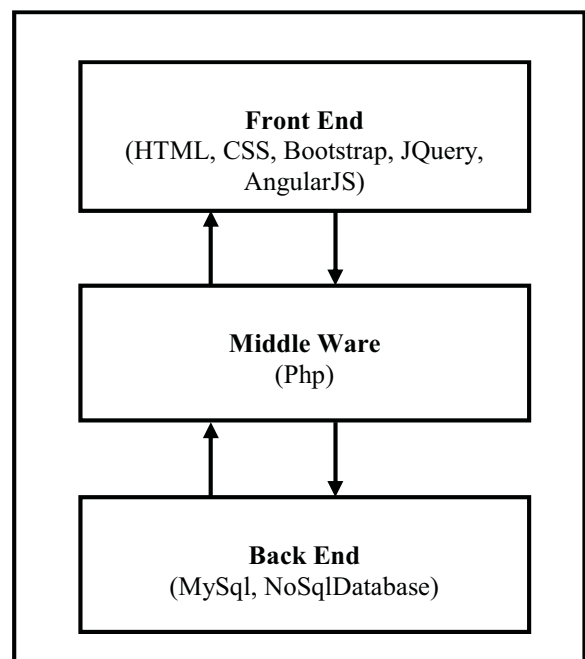 Front End
(HTML, CSS, Bootstrap, JQuery,
AngularJS)
Middle Ware
(Php)
Back End
(MySql, NoSqlDatabase)